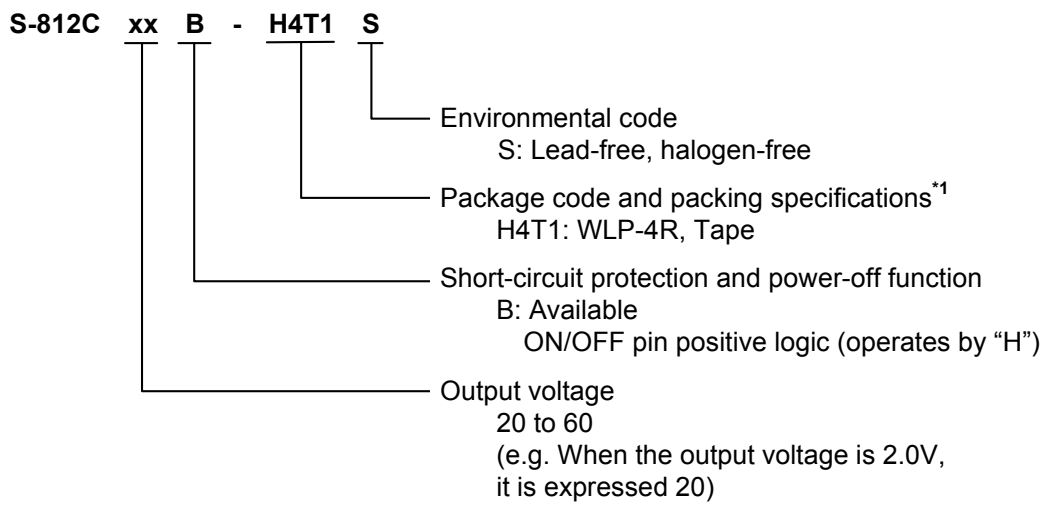 S-812C xx B - H4T1 S
Environmental code
S: Lead-free, halogen-free
Package code and packing specifications*1
H4T1: WLP-4R, Tape
Short-circuit protection and power-off function
B: Available
ON/OFF pin positive logic (operates by “H”)
Output voltage
20 to 60
(e.g. When the output voltage is 2.0V,
it is expressed 20)